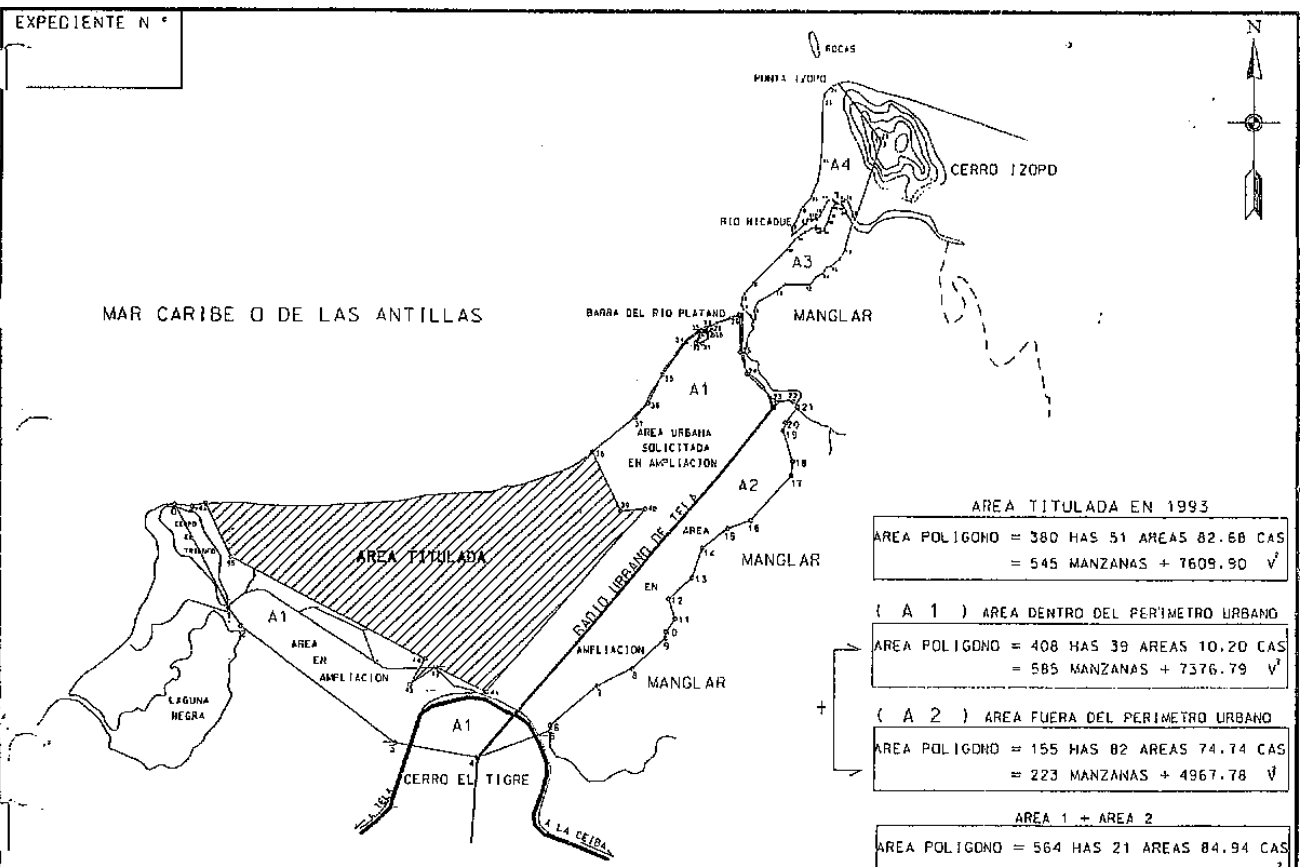 EXPEDIENTE N°
N
ROCAS
PUNTA IZOPO
CERRO IZOPO
A4
RIO HICAQUE
A3
MANGLAR
MAR CARIBE O DE LAS ANTILLAS
BARRA DEL RIO PLATANO
A1
AREA URBANA
SOLICITADA
EN AMPLIACION
A2
RADIO URBANO DE TELA
AREA
EN
AMPLIACION
MANGLAR
MANGLAR
AREA TITULADA
A1
AREA
EN
AMPLIACION
LAGUNA
NEGRA
A1
CERRO EL TIGRE
A TELA
A LA CEIBA
AREA TITULADA EN 1993
AREA POLIGONO = 380 HAS 51 AREAS 82.68 CAS
= 545 MANZANAS + 7609.90 V²
( A 1 ) AREA DENTRO DEL PERIMETRO URBANO
AREA POLIGONO = 408 HAS 39 AREAS 10.20 CAS
= 585 MANZANAS + 7376.79 V²
+
( A 2 ) AREA FUERA DEL PERIMETRO URBANO
AREA POLIGONO = 155 HAS 82 AREAS 74.74 CAS
= 223 MANZANAS + 4967.78 V²
AREA 1 + AREA 2
AREA POLIGONO = 564 HAS 21 AREAS 84.94 CAS